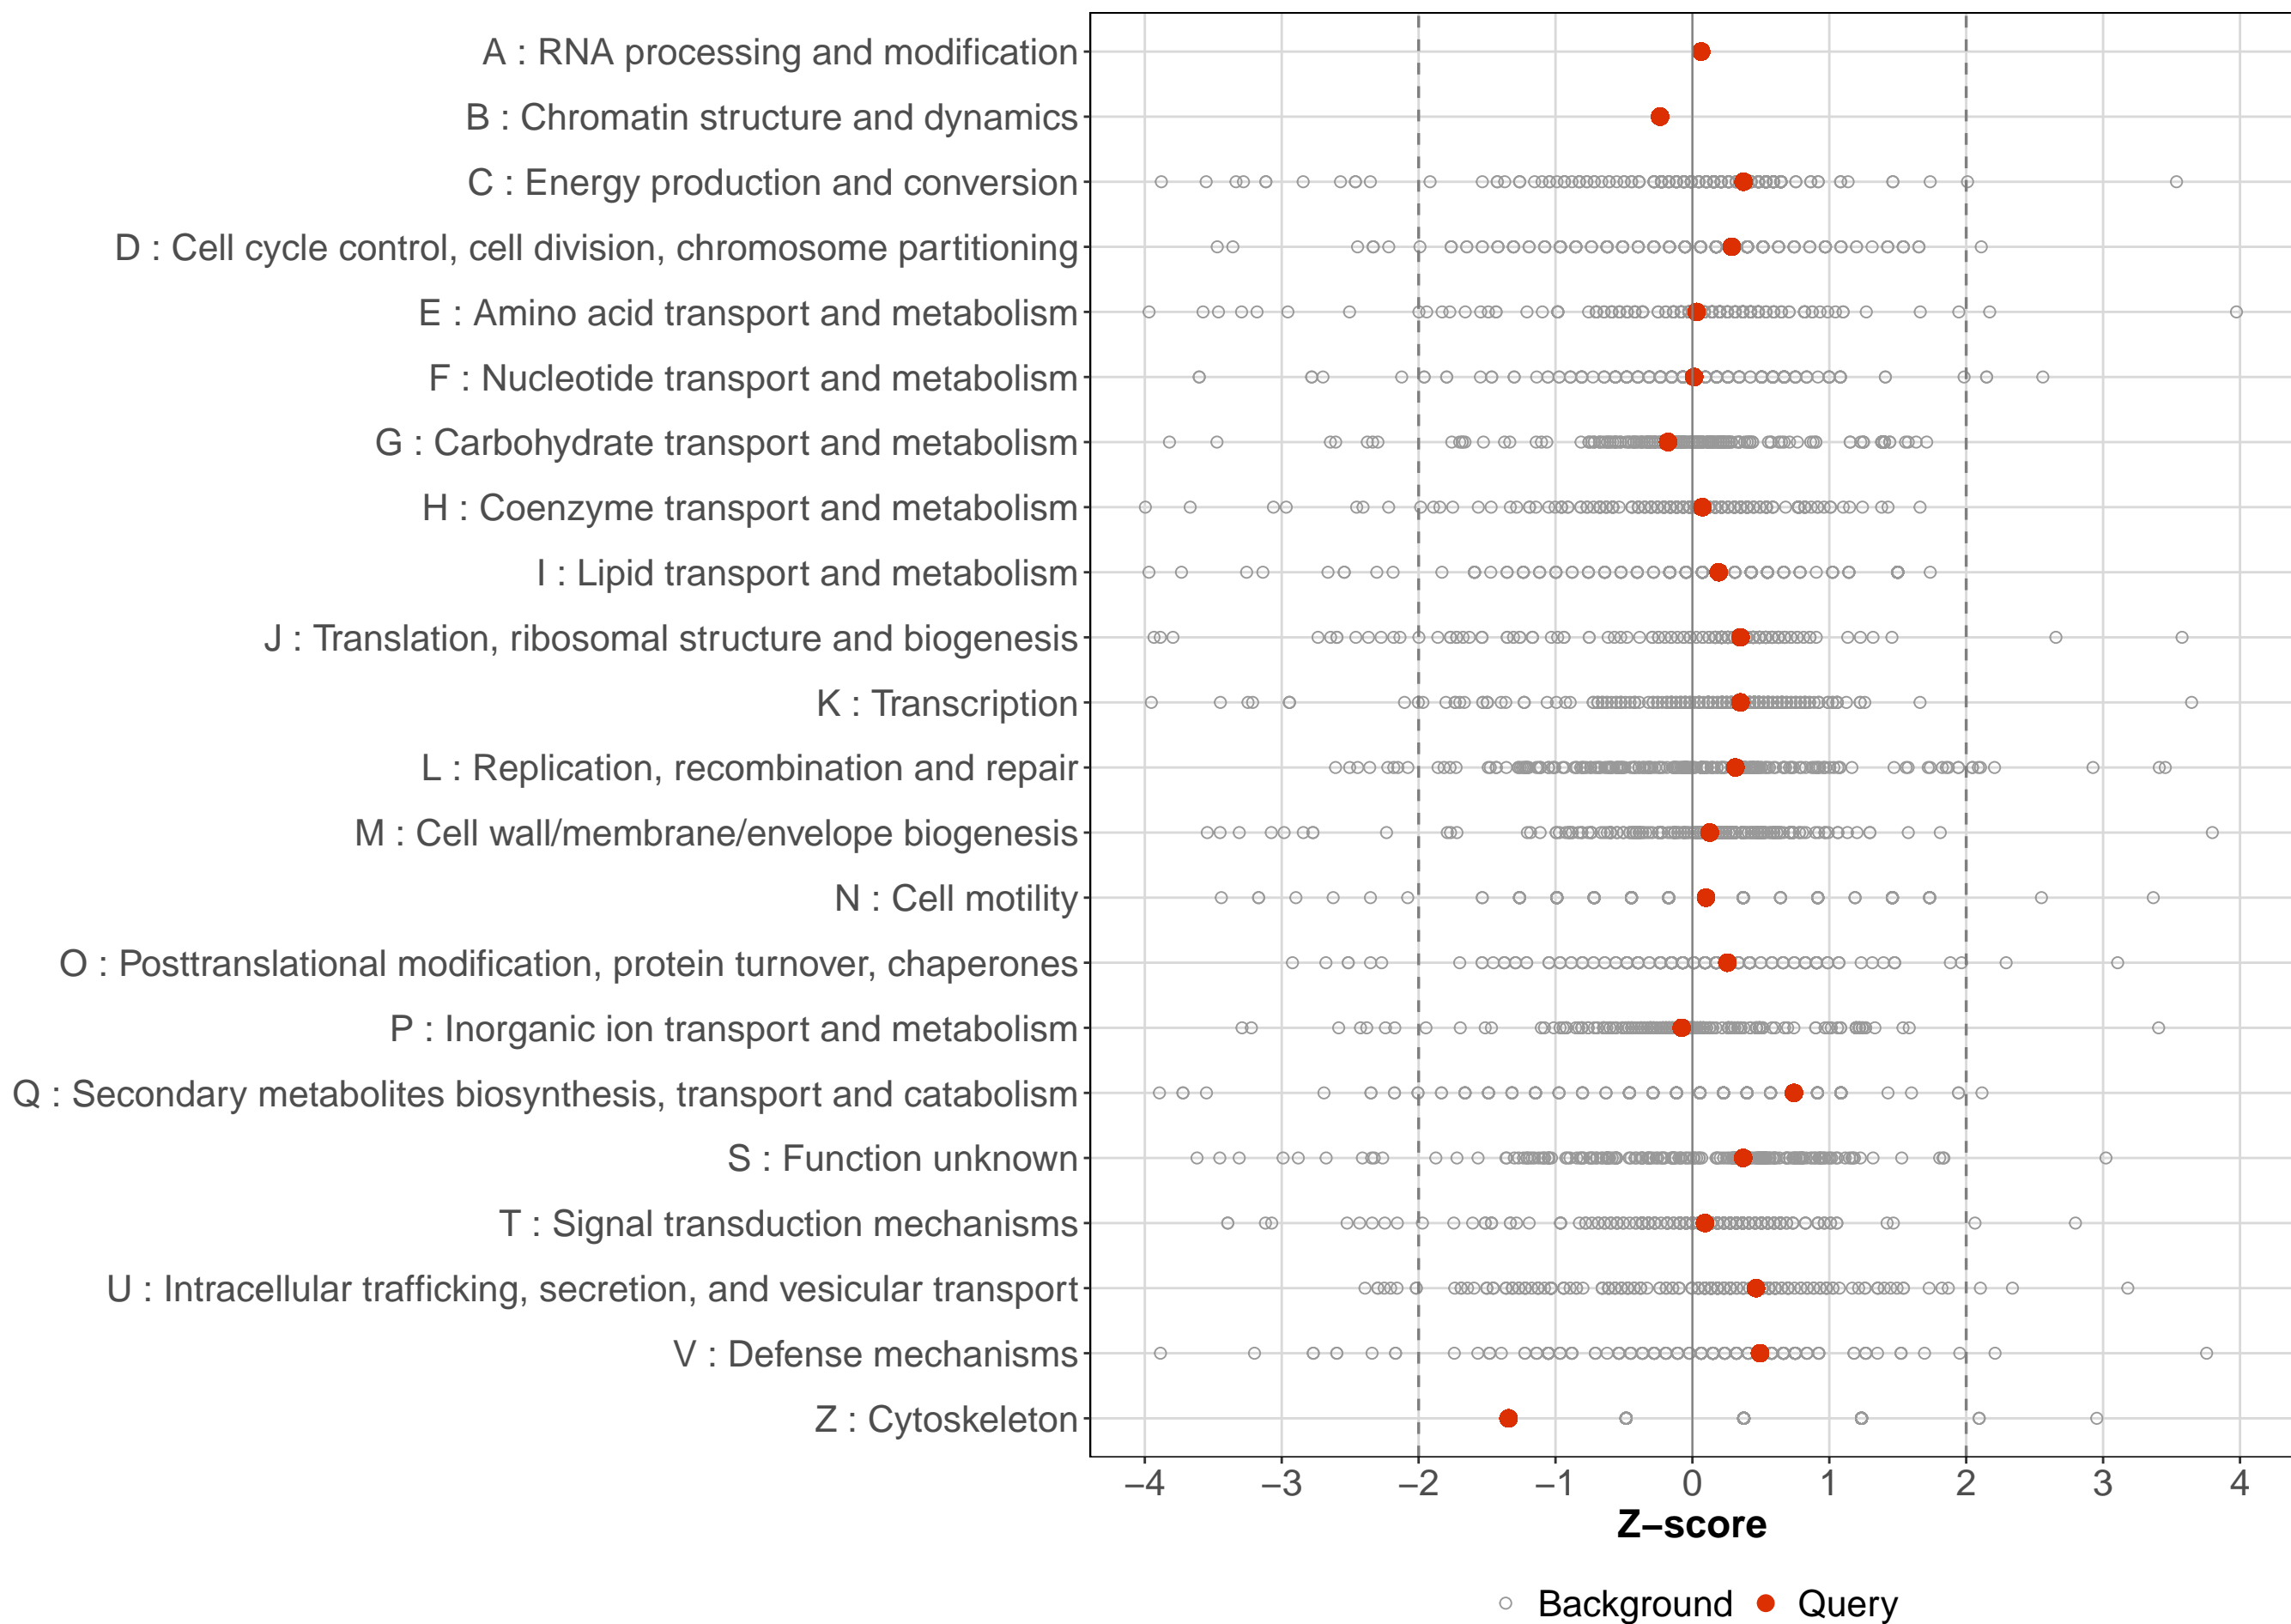 A : RNA processing and modification
B : Chromatin structure and dynamics
C : Energy production and conversion
D : Cell cycle control, cell division, chromosome partitioning
E : Amino acid transport and metabolism
F : Nucleotide transport and metabolism
G : Carbohydrate transport and metabolism
H : Coenzyme transport and metabolism
I : Lipid transport and metabolism
J : Translation, ribosomal structure and biogenesis
K : Transcription
L : Replication, recombination and repair
M : Cell wall/membrane/envelope biogenesis
N : Cell motility
O : Posttranslational modification, protein turnover, chaperones
P : Inorganic ion transport and metabolism
Q : Secondary metabolites biosynthesis, transport and catabolism
S : Function unknown
T : Signal transduction mechanisms
U : Intracellular trafficking, secretion, and vesicular transport
V : Defense mechanisms
Z : Cytoskeleton
−4 −3 −2 −1 0 1 2 3 4
Z−score
Background Query